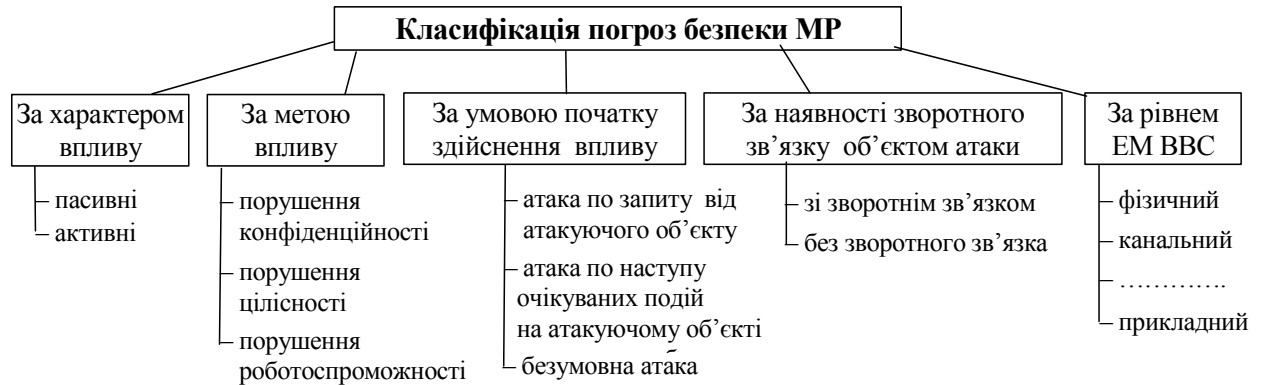 Класифікація погроз безпеки МР
За характером
впливу
– пасивні
– активні
За метою
впливу
– порушення
конфіденційності
– порушення
цілісності
– порушення
роботоспроможності
За умовою початку
здійснення впливу
– атака по запиту від
атакуючого об’єкту
– атака по наступу
очікуваних подій
на атакуючому об’єкті
– безумовна атака
За наявності зворотного
зв’язку об’єктом атаки
– зі зворотнім зв’язком
– без зворотного зв’язка
За рівнем
ЕМ ВВС
– фізичний
– канальний
– ………….
– прикладний